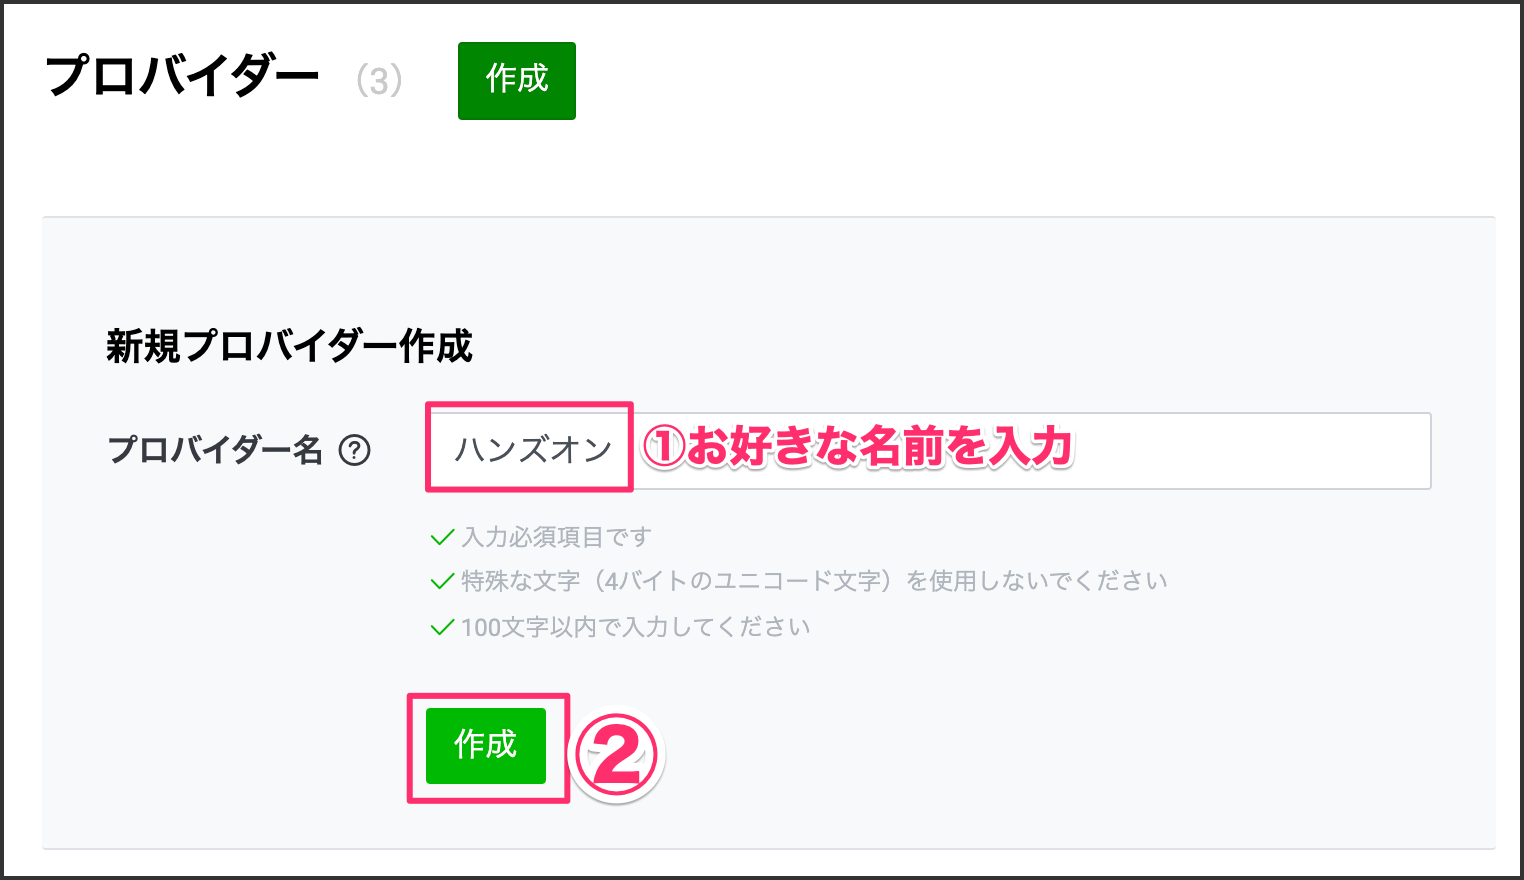 プロバイダー （3） 作成
新規プロバイダー作成
プロバイダー名 ? ハンズオン ①お好きな名前を入力
入力必須項目です
特殊な文字（4バイトのユニコード文字）を使用しないでください
100文字以内で入力してください
作成 ②